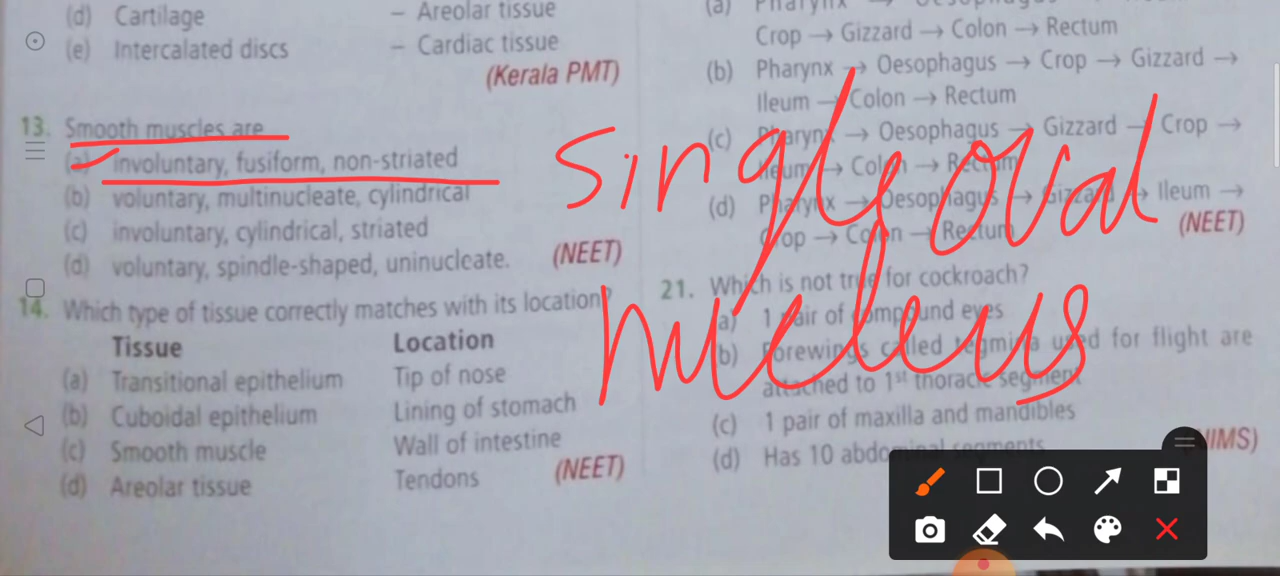 (d) Cartilage – Areolar tissue
(e) Intercalated discs – Cardiac tissue
(Kerala PMT)
13. Smooth muscles are
(a) involuntary, fusiform, non-striated
(b) voluntary, multinucleate, cylindrical
(c) involuntary, cylindrical, striated
(d) voluntary, spindle-shaped, uninucleate. (NEET)
14. Which type of tissue correctly matches with its location?
Tissue Location
(a) Transitional epithelium Tip of nose
(b) Cuboidal epithelium Lining of stomach
(c) Smooth muscle Wall of intestine
(d) Areolar tissue Tendons (NEET)
(a) Pharynx →
Crop → Gizzard → Colon → Rectum
(b) Pharynx → Oesophagus → Crop → Gizzard →
Ileum → Colon → Rectum
(c) Pharynx → Oesophagus → Gizzard → Crop →
Ileum → Colon → Rectum
(d) Pharynx → Oesophagus → Gizzard → Ileum →
Crop → Colon → Rectum (NEET)
21. Which is not true for cockroach?
(a) 1 pair of compound eyes
(b) Forewings called tegmina used for flight are
attached to 1st thoracic segment
(c) 1 pair of maxilla and mandibles
(d) Has 10 abdominal segments
single oval
nucleus